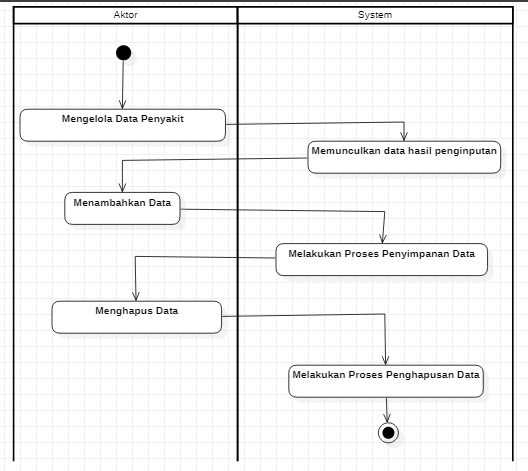 Aktor
System
Mengelola Data Penyakit
Memunculkan data hasil penginputan
Menambahkan Data
Melakukan Proses Penyimpanan Data
Menghapus Data
Melakukan Proses Penghapusan Data